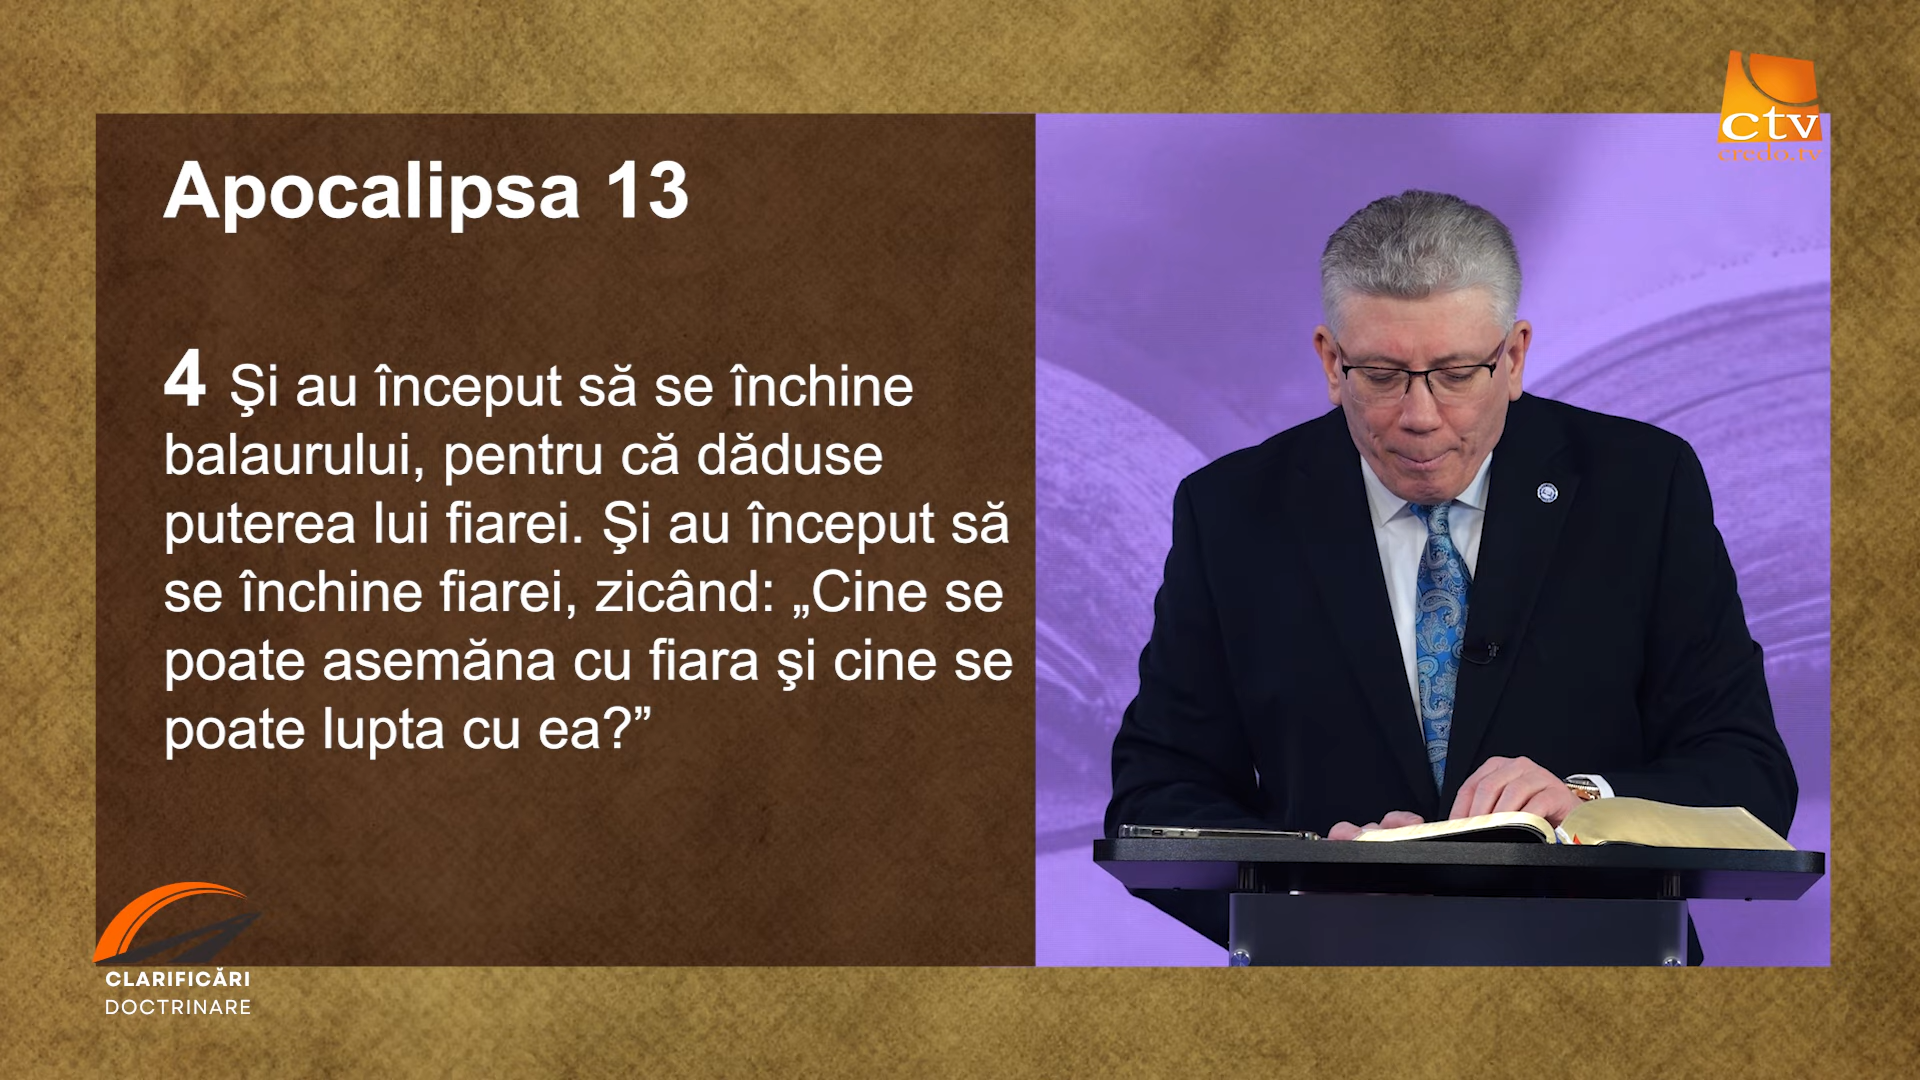 Apocalipsa 13
4 Şi au început să se închine
balaurului, pentru că dăduse
puterea lui fiarei. Şi au început să
se închine fiarei, zicând: „Cine se
poate asemăna cu fiara şi cine se
poate lupta cu ea?”
ctv
credo.tv
CLARIFICĂRI
DOCTRINARE